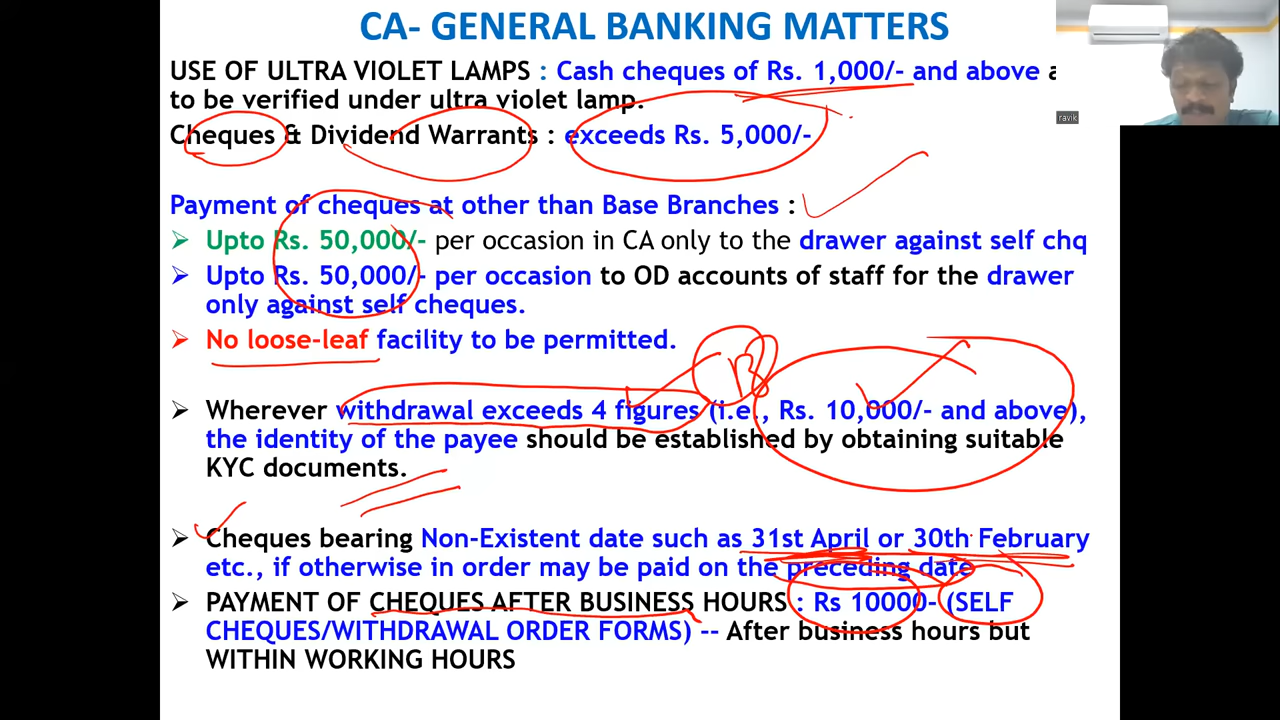 CA- GENERAL BANKING MATTERS
USE OF ULTRA VIOLET LAMPS : Cash cheques of Rs. 1,000/- and above a
to be verified under ultra violet lamp.
Cheques & Dividend Warrants : exceeds Rs. 5,000/-
Payment of cheques at other than Base Branches :
➢ Upto Rs. 50,000/- per occasion in CA only to the drawer against self chq
➢ Upto Rs. 50,000/- per occasion to OD accounts of staff for the drawer
only against self cheques.
➢ No loose-leaf facility to be permitted.
➢ Wherever withdrawal exceeds 4 figures (i.e., Rs. 10,000/- and above),
the identity of the payee should be established by obtaining suitable
KYC documents.
➢ Cheques bearing Non-Existent date such as 31st April or 30th February
etc., if otherwise in order may be paid on the preceding date
➢ PAYMENT OF CHEQUES AFTER BUSINESS HOURS : Rs 10000- (SELF
CHEQUES/WITHDRAWAL ORDER FORMS) -- After business hours but
WITHIN WORKING HOURS
ravik